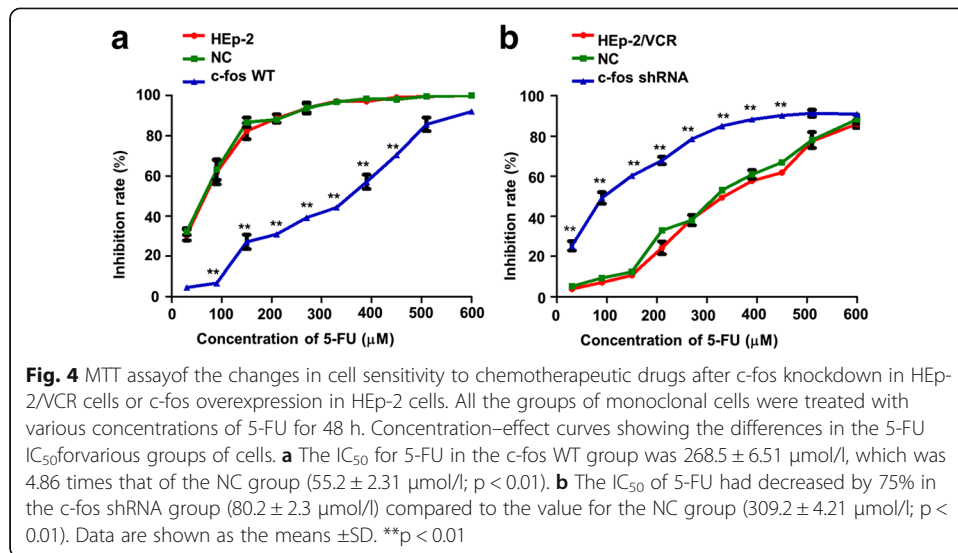 a
HEp-2
NC
c-fos WT
Inhibition rate (%)
100
80
60
40
20
0
** ** ** ** ** ** **
0 100 200 300 400 500 600
Concentration of 5-FU (μM)
b
HEp-2/VCR
NC
c-fos shRNA
Inhibition rate (%)
100
80
60
40
20
0
** ** ** ** ** ** ** **
0 100 200 300 400 500 600
Concentration of 5-FU (μM)
Fig. 4 MTT assayof the changes in cell sensitivity to chemotherapeutic drugs after c-fos knockdown in HEp-
2/VCR cells or c-fos overexpression in HEp-2 cells. All the groups of monoclonal cells were treated with
various concentrations of 5-FU for 48 h. Concentration–effect curves showing the differences in the 5-FU
IC50forvarious groups of cells. a The IC50 for 5-FU in the c-fos WT group was 268.5 ± 6.51 μmol/l, which was
4.86 times that of the NC group (55.2 ± 2.31 μmol/l; p < 0.01). b The IC50 of 5-FU had decreased by 75% in
the c-fos shRNA group (80.2 ± 2.3 μmol/l) compared to the value for the NC group (309.2 ± 4.21 μmol/l; p <
0.01). Data are shown as the means ±SD. **p < 0.01